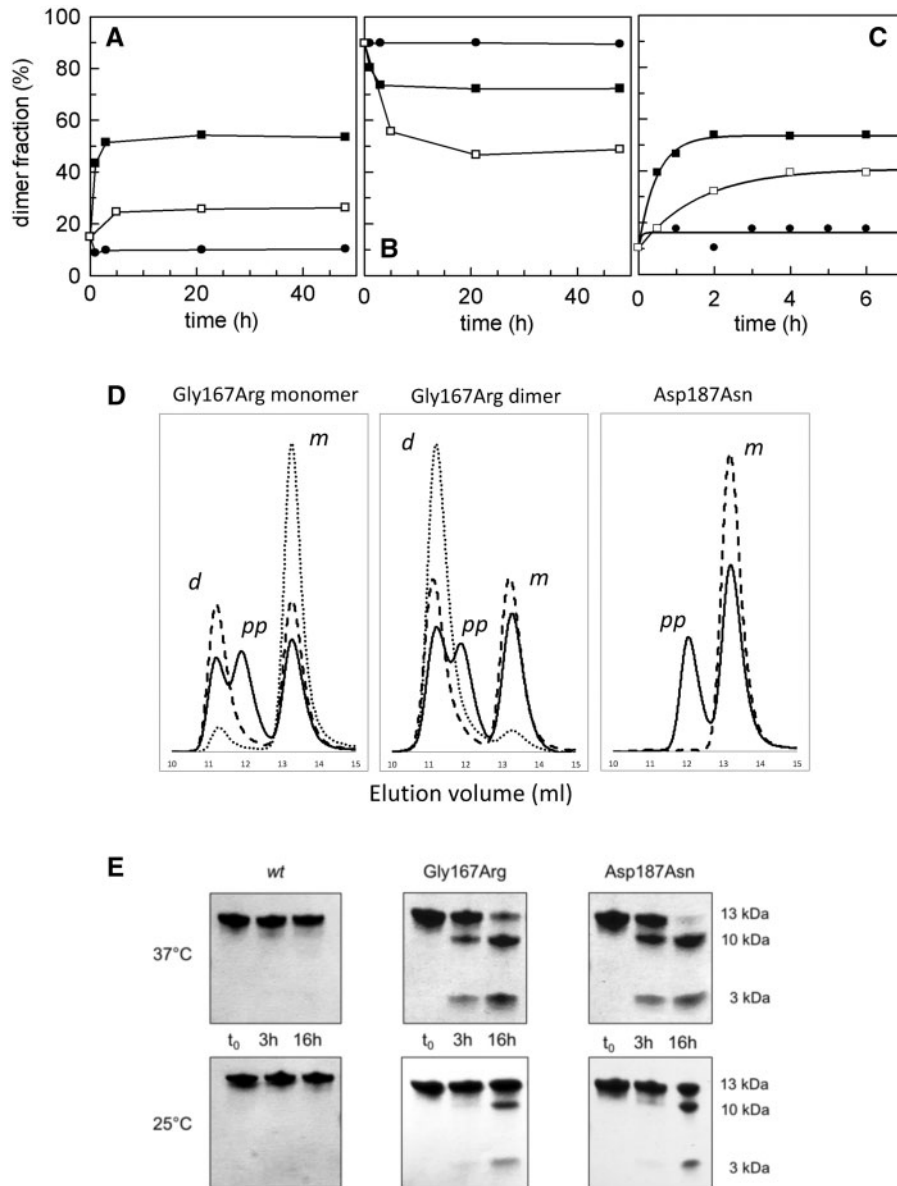 A
B
C
dimer fraction (%)
100
80
60
40
20
0
0 20 40
0 20 40
0 2 4 6
time (h)
time (h)
time (h)
D
Gly167Arg monomer
Gly167Arg dimer
Asp187Asn
d
pp
m
d
pp
m
pp
m
10 11 12 13 14 15
10 11 12 13 14 15
10 11 12 13 14 15
Elution volume (ml)
E
wt
Gly167Arg
Asp187Asn
37°C
13 kDa
10 kDa
3 kDa
t0 3h 16h
t0 3h 16h
t0 3h 16h
25°C
13 kDa
10 kDa
3 kDa